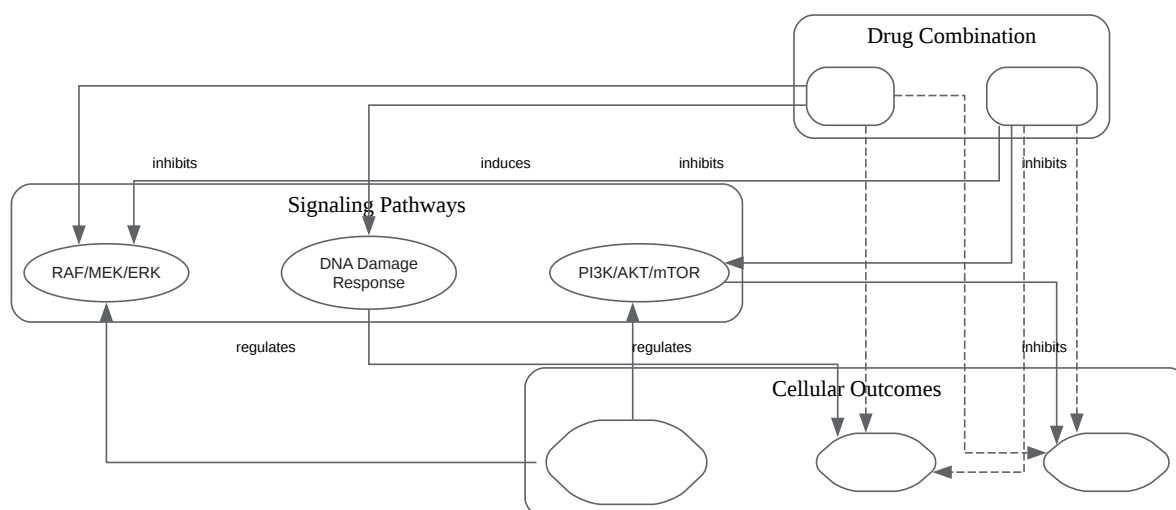 Drug Combination
inhibits
induces
inhibits
inhibits
Signaling Pathways
RAF/MEK/ERK
DNA Damage
Response
PI3K/AKT/mTOR
regulates
regulates
inhibits
Cellular Outcomes